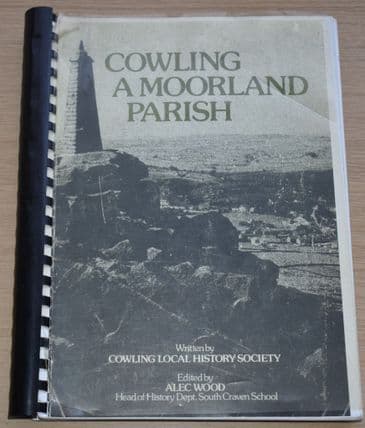 COWLING
A MOORLAND
PARISH
Written by
COWLING LOCAL HISTORY SOCIETY
Edited by
ALEC WOOD
Head of History Dept. South Craven School